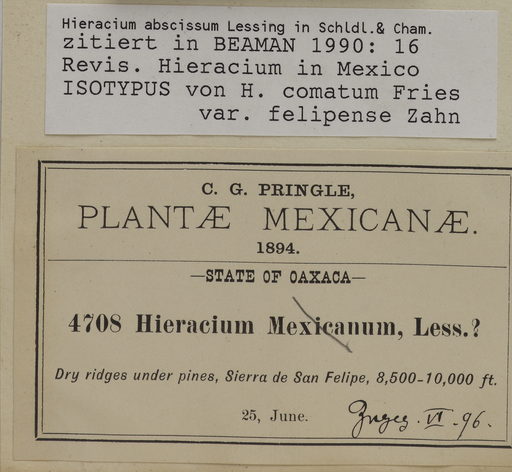 Hieracium abscissum Lessing in Schldl.& Cham.
zitiert in BEAMAN 1990: 16
Revis. Hieracium in Mexico
ISOTYPUS von H. comatum Fries
var. felipense Zahn
C. G. PRINGLE,
PLANTÆ MEXICANÆ.
1894.
—STATE OF OAXACA—
4708 Hieracium Mexicanum, Less.?
Dry ridges under pines, Sierra de San Felipe, 8,500-10,000 ft.
25, June.
VI. 96.